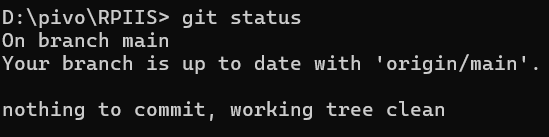 D:\pivo\RPIIS> git status
On branch main
Your branch is up to date with 'origin/main'.
nothing to commit, working tree clean